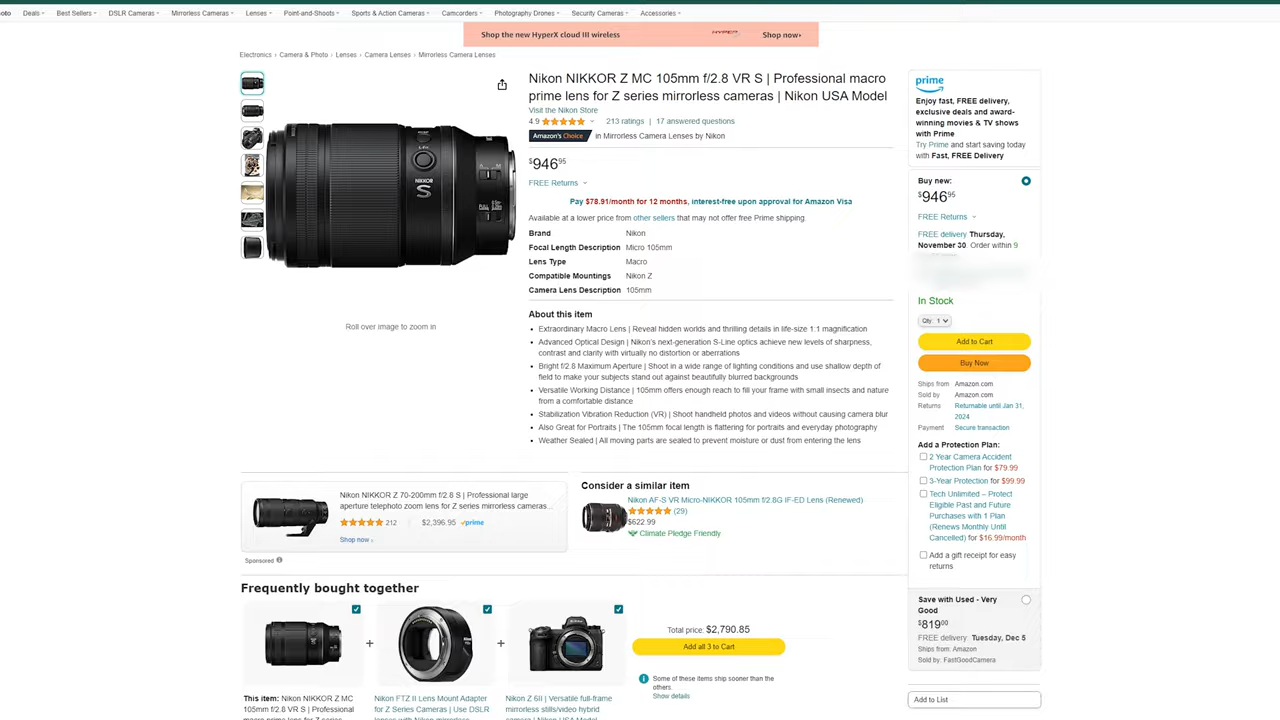 oto Deals Best Sellers DSLR Cameras Mirrorless Cameras Lenses Point-and-Shoots Sports & Action Cameras Camcorders Photography Drones Security Cameras Accessories
Shop the new HyperX cloud III wireless HYPERX Shop now›
Electronics › Camera & Photo › Lenses › Camera Lenses › Mirrorless Camera Lenses
Nikon NIKKOR Z MC 105mm f/2.8 VR S | Professional macro
prime lens for Z series mirrorless cameras | Nikon USA Model
Visit the Nikon Store
4.9 213 ratings | 17 answered questions
Amazon's Choice in Mirrorless Camera Lenses by Nikon
$946 95
FREE Returns
Pay $78.91/month for 12 months, interest-free upon approval for Amazon Visa
Available at a lower price from other sellers that may not offer free Prime shipping.
Brand Nikon
Focal Length Description Micro 105mm
Lens Type Macro
Compatible Mountings Nikon Z
Camera Lens Description 105mm
About this item
• Extraordinary Macro Lens | Reveal hidden worlds and thrilling details in life-size 1:1 magnification
• Advanced Optical Design | Nikon's next-generation S-Line optics achieve new levels of sharpness,
contrast and clarity with virtually no distortion or aberrations
• Bright f/2.8 Maximum Aperture | Shoot in a wide range of lighting conditions and use shallow depth of
field to make your subjects stand out against beautifully blurred backgrounds
• Versatile Working Distance | 105mm offers enough reach to fill your frame with small insects and nature
from a comfortable distance
• Stabilization Vibration Reduction (VR) | Shoot handheld photos and videos without causing camera blur
• Also Great for Portraits | The 105mm focal length is flattering for portraits and everyday photography
• Weather Sealed | All moving parts are sealed to prevent moisture or dust from entering the lens
L-Fn
NIKKOR
S
A M
FULL
Roll over image to zoom in
prime
Enjoy fast, FREE delivery,
exclusive deals and award-
winning movies & TV shows
with Prime
Try Prime and start saving today
with Fast, FREE Delivery
Buy new:
$946 95
FREE Returns
FREE delivery Thursday,
November 30. Order within 9
In Stock
Qty: 1
Add to Cart
Buy Now
Ships from Amazon.com
Sold by Amazon.com
Returns Returnable until Jan 31,
2024
Payment Secure transaction
Add a Protection Plan:
2 Year Camera Accident
Protection Plan for $79.99
3-Year Protection for $99.99
Tech Unlimited – Protect
Eligible Past and Future
Purchases with 1 Plan
(Renews Monthly Until
Cancelled) for $16.99/month
Add a gift receipt for easy
returns
Save with Used - Very
Good
$819 00
FREE delivery: Tuesday, Dec 5
Ships from: Amazon
Sold by: FastGoodCamera
Add to List
Nikon NIKKOR Z 70-200mm f/2.8 S | Professional large
aperture telephoto zoom lens for Z series mirrorless cameras...
212 | $2,396.95 prime
Shop now ›
Sponsored
Consider a similar item
Nikon AF-S VR Micro-NIKKOR 105mm f/2.8G IF-ED Lens (Renewed)
(29)
$622.99
Climate Pledge Friendly
Frequently bought together
+ +
Total price: $2,790.85
Add all 3 to Cart
i Some of these items ship sooner than the
others.
Show details
This item: Nikon NIKKOR Z MC
105mm f/2.8 VR S | Professional
macro prime lens for Z series
Nikon FTZ II Lens Mount Adapter
for Z Series Cameras | Use DSLR
lenses with Nikon mirrorless
Nikon Z 6II | Versatile full-frame
mirrorless stills/video hybrid
camera | Nikon USA Model